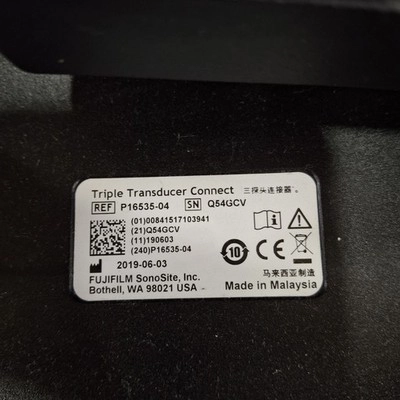 Triple Transducer Connect 三探头连接器。
REF P16535-04 SN Q54GCV
(01)00841517103941
(21)Q54GCV
(11)190603
(240)P16535-04
2019-06-03
10
FUJIFILM SonoSite, Inc.
Bothell, WA 98021 USA
马来西亚制造
Made in Malaysia